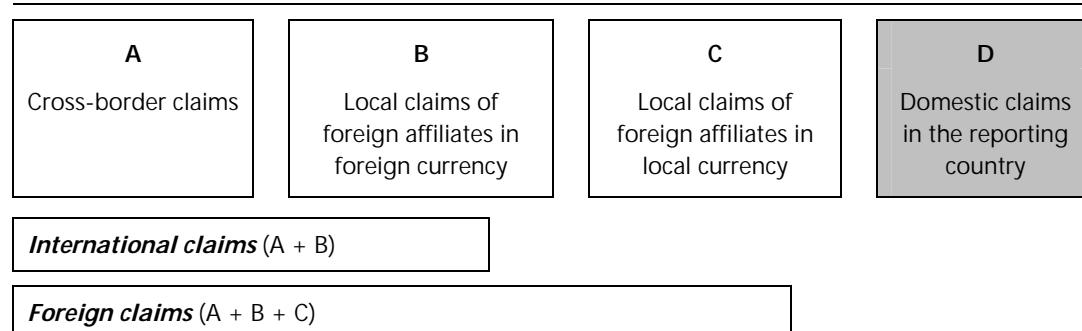 A
Cross-border claims
B
Local claims of
foreign affiliates in
foreign currency
C
Local claims of
foreign affiliates in
local currency
D
Domestic claims
in the reporting
country
International claims (A + B)
Foreign claims (A + B + C)